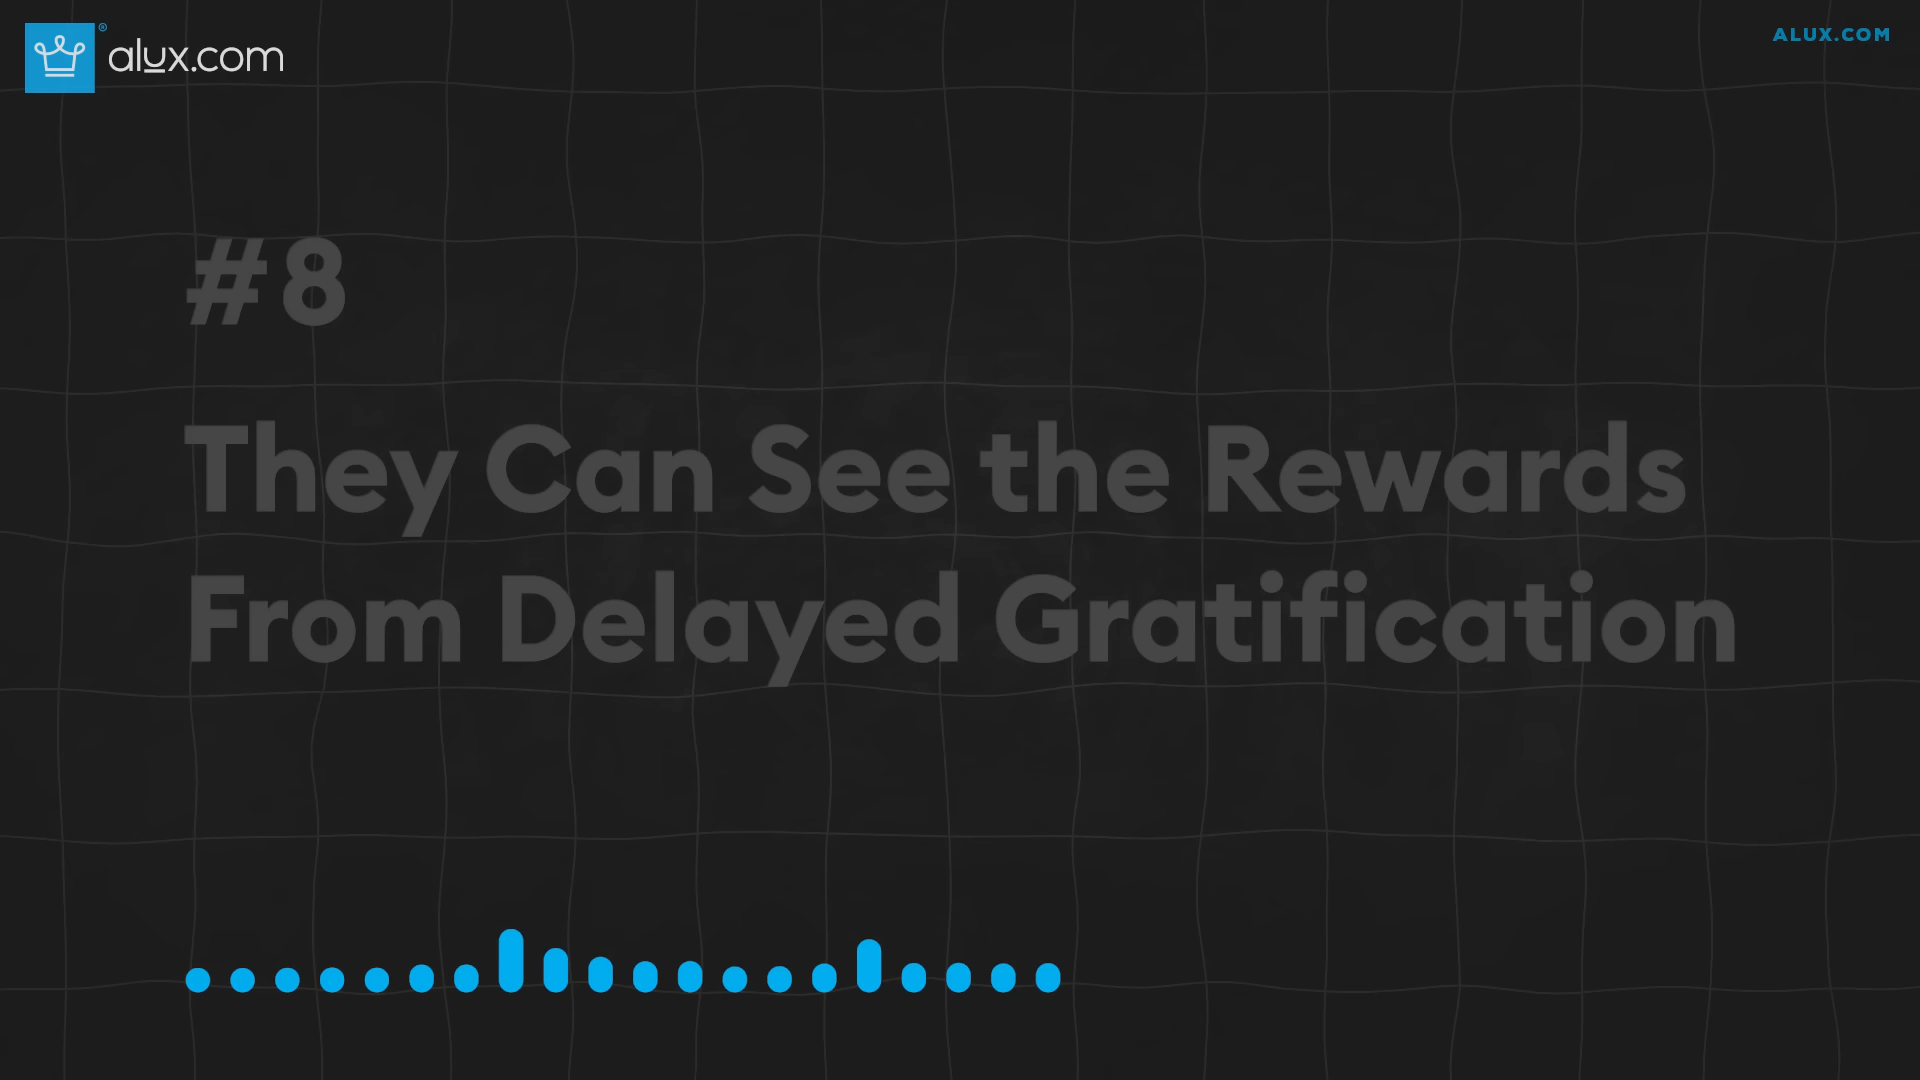 alux.com
®
ALUX.COM
#8
They Can See the Rewards
From Delayed Gratification